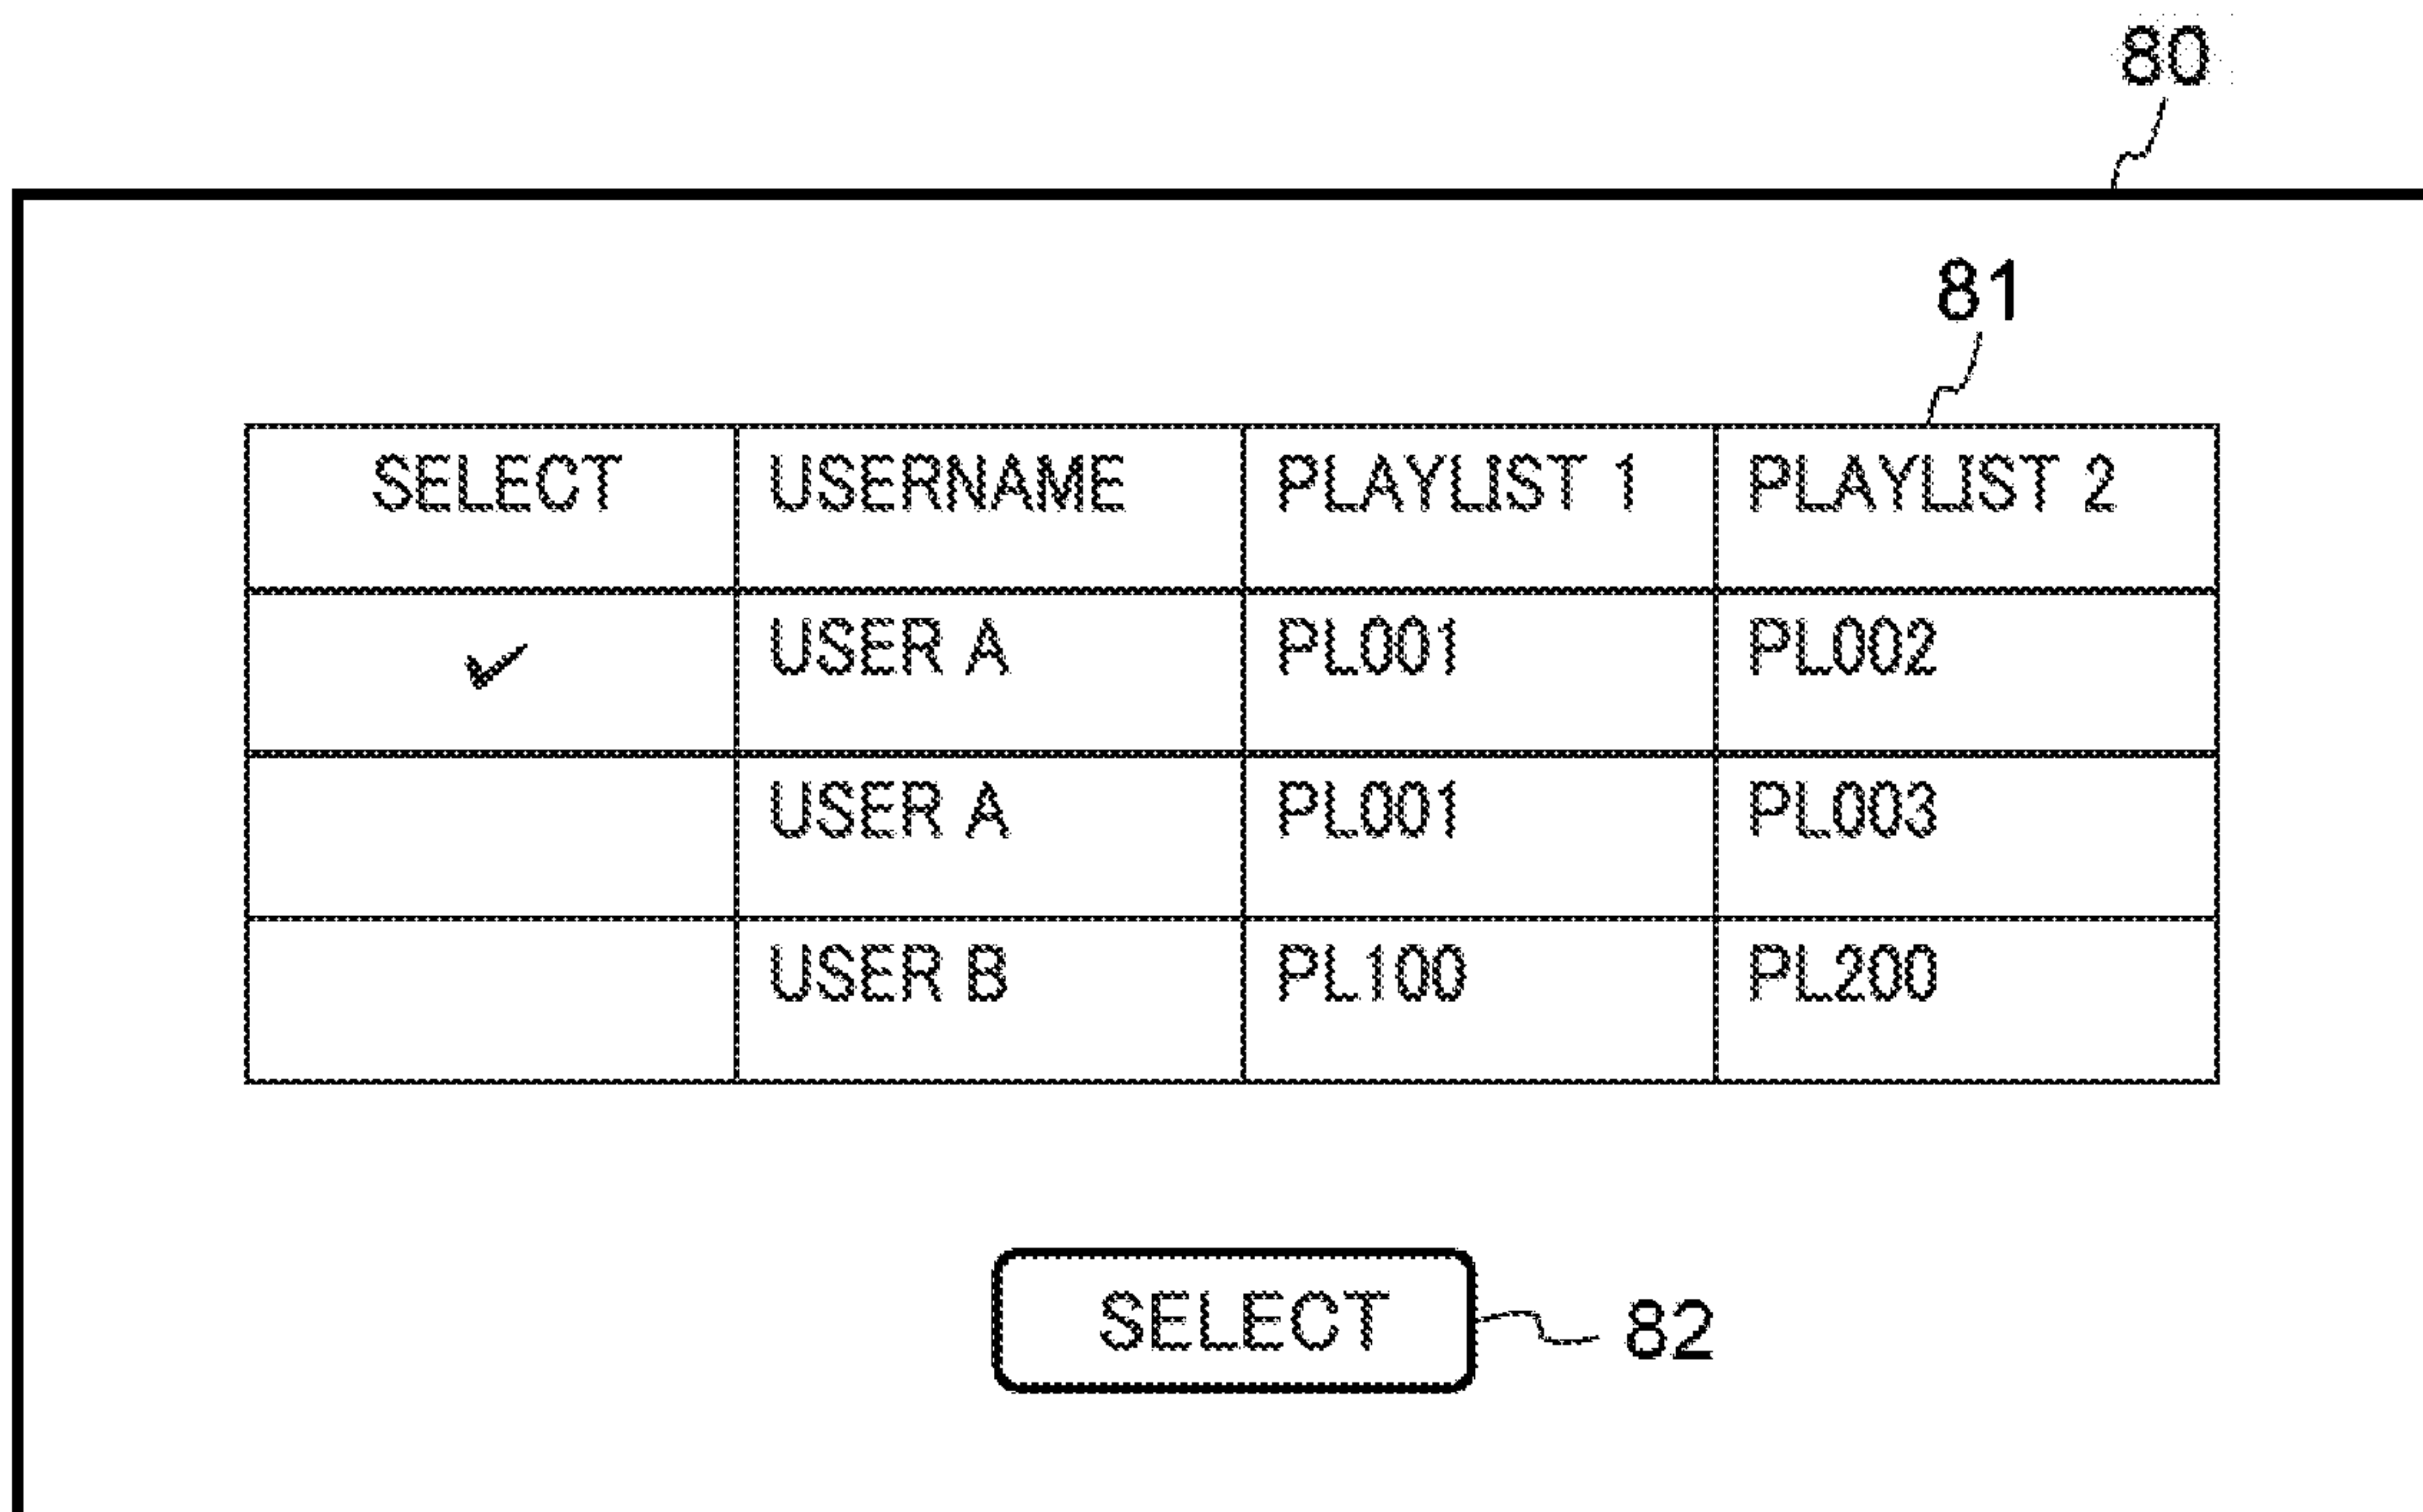 80
81
SELECT USERNAME PLAYLIST 1 PLAYLIST 2
✓ USER A PL001 PL002
USER A PL001 PL003
USER B PL100 PL200
SELECT 82